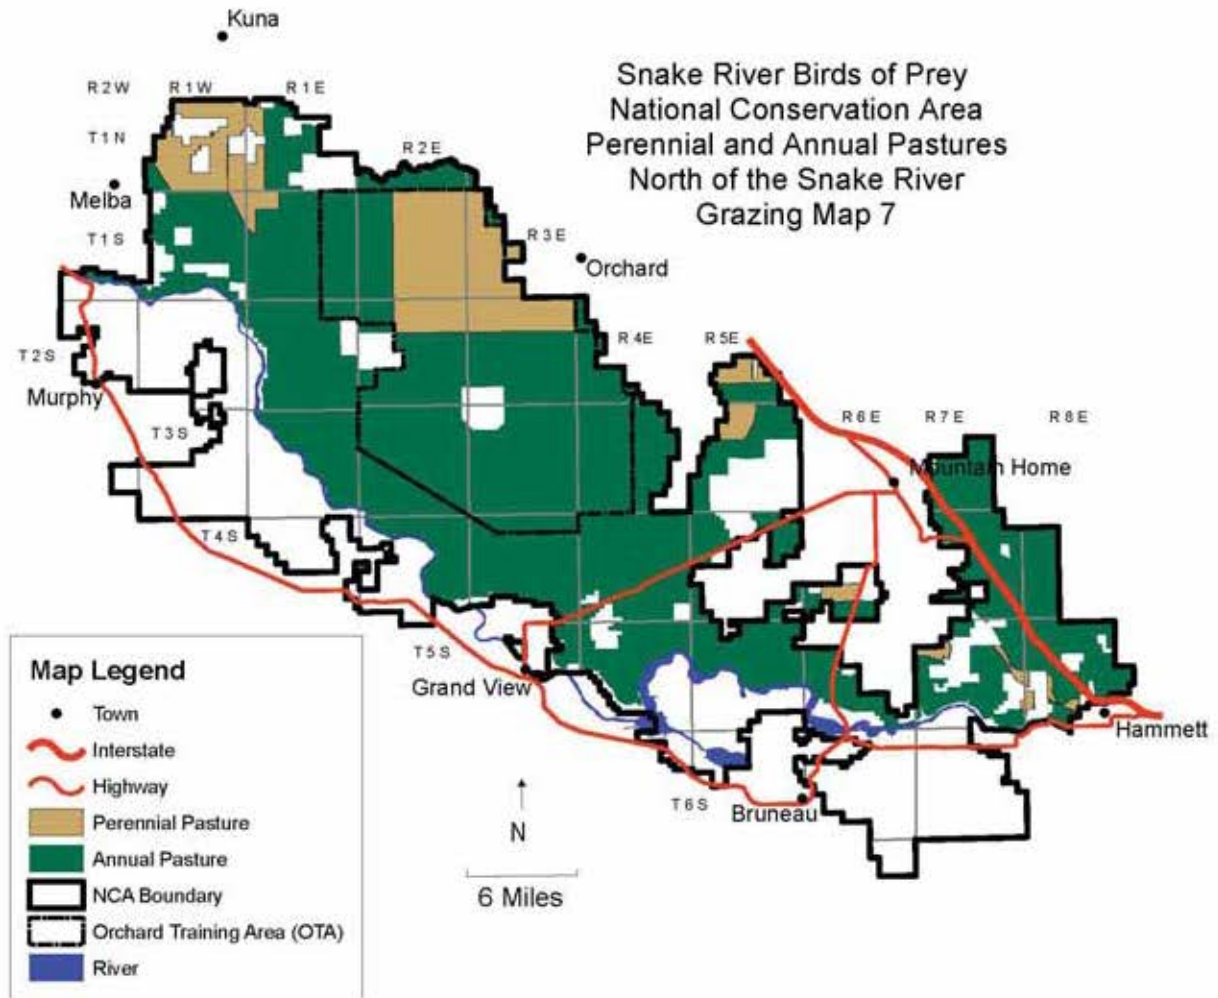 Kuna
Snake River Birds of Prey
National Conservation Area
Perennial and Annual Pastures
North of the Snake River
Grazing Map 7
R 2 W
R 1 W
R 1 E
T 1 N
R 2 E
Melba
T 1 S
R 3 E
Orchard
T 2 S
R 4 E
R 5 E
Murphy
R 6 E
R 7 E
R 8 E
T 3 S
Mountain Home
T 4 S
T 5 S
Grand View
Hammett
T 6 S
Bruneau
N
6 Miles
Map Legend
Town
Interstate
Highway
Perennial Pasture
Annual Pasture
NCA Boundary
Orchard Training Area (OTA)
River